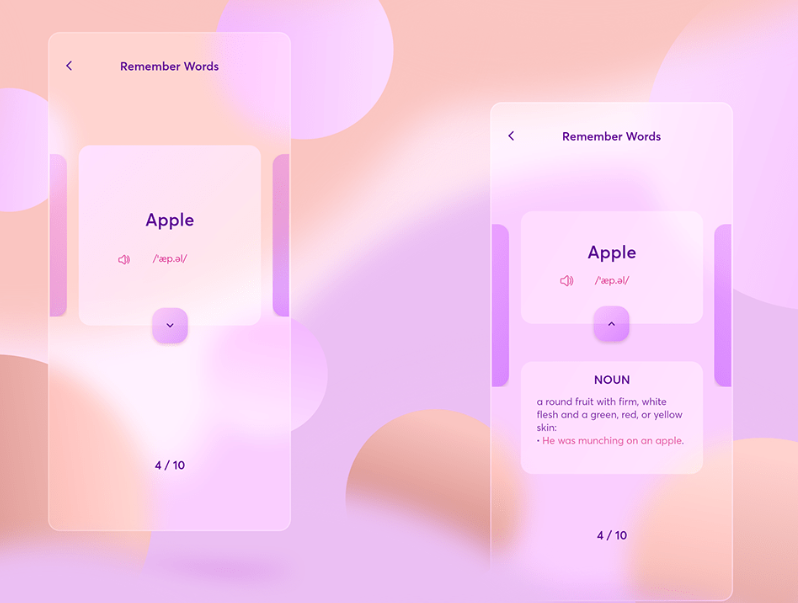 Remember Words
Apple
/ˈæp.əl/
4 / 10
Remember Words
Apple
/ˈæp.əl/
NOUN
a round fruit with firm, white
flesh and a green, red, or yellow
skin:
• He was munching on an apple.
4 / 10